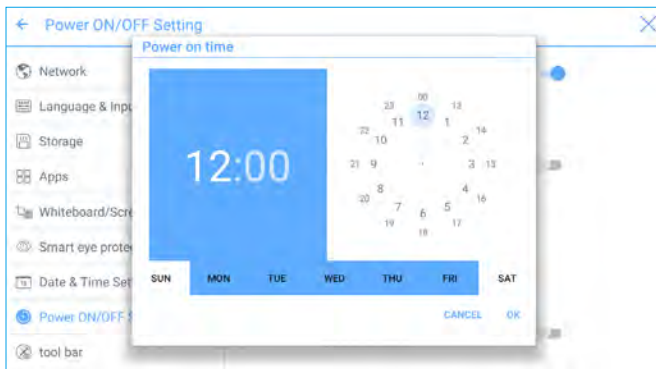 Power ON/OFF Setting
Power on time
Network
Language & Inpu
Storage
Apps
Whiteboard/Scre
Smart eye prote
Date & Time Set
Power ON/OFF S
tool bar
12:00
00
23 13
12
11 1
22 14
10 2
21 9 3 15
8 4
20 16
7 5
6
19 17
18
SUN MON TUE WED THU FRI SAT
CANCEL OK